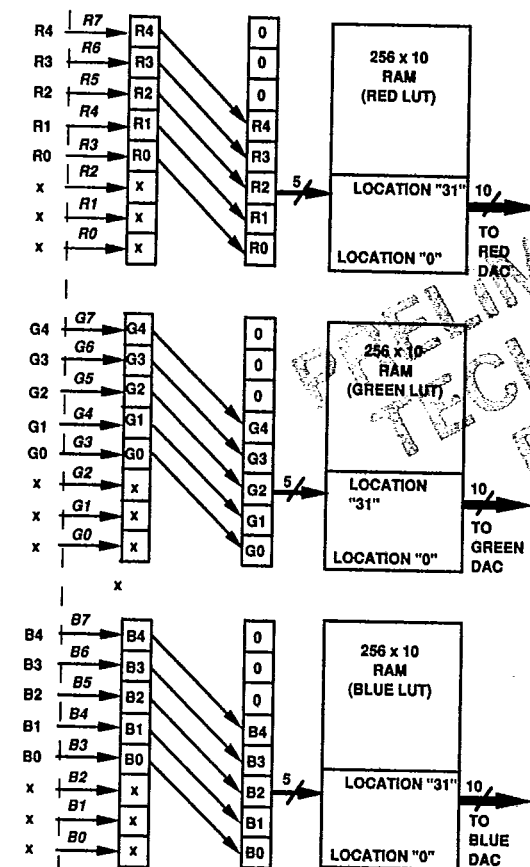 R4 R7 R4 0
R3 R6 R3 0
R2 R5 R2 0
R1 R4 R1 R4
R0 R3 R0 R3
x R2 x R2 5
x R1 x R1
x R0 x R0
256 x 10
RAM
(RED LUT)
LOCATION "31" 10
TO
RED
DAC
LOCATION "0"
G4 G7 G4 0
G3 G6 G3 0
G2 G5 G2 0
G1 G4 G1 G4
G0 G3 G0 G3
x G2 x G2 5
x G1 x G1
x G0 x G0
256 x 10
RAM
(GREEN LUT)
LOCATION
"31" 10
TO
GREEN
DAC
LOCATION "0"
x
B4 B7 B4 0
B3 B6 B3 0
B2 B5 B2 0
B1 B4 B1 B4
B0 B3 B0 B3
x B2 x B2 5
x B1 x B1
x B0 x B0
256 x 10
RAM
(BLUE LUT)
LOCATION "31" 10
TO
BLUE
DAC
LOCATION "0"